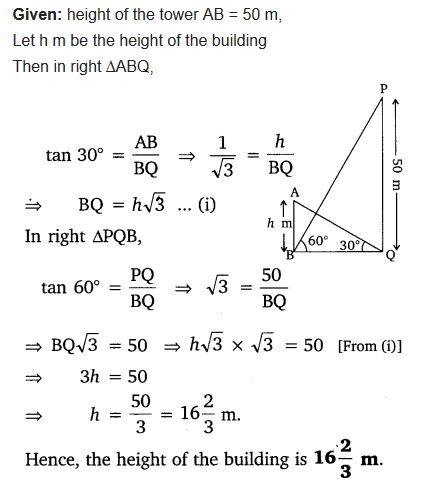 Given: height of the tower AB = 50 m,
Let h m be the height of the building
Then in right ΔABQ,
tan 30° = AB/BQ ⇒ 1/√3 = h/BQ
⇒ BQ = h√3 ... (i)
In right ΔPQB,
tan 60° = PQ/BQ ⇒ √3 = 50/BQ
⇒ BQ√3 = 50 ⇒ h√3 × √3 = 50 [From (i)]
⇒ 3h = 50
⇒ h = 50/3 = 16 2/3 m.
Hence, the height of the building is 16 2/3 m.
P
50 m
A
h m
60°
30°
B
Q